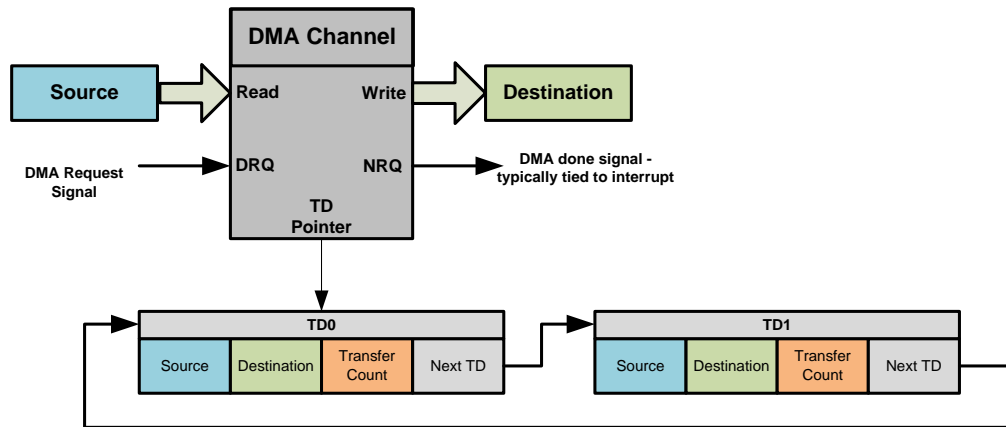 DMA Channel
Source
Read
Write
Destination
DMA Request
Signal
DRQ
NRQ
DMA done signal -
typically tied to interrupt
TD
Pointer
TD0
Source
Destination
Transfer
Count
Next TD
TD1
Source
Destination
Transfer
Count
Next TD